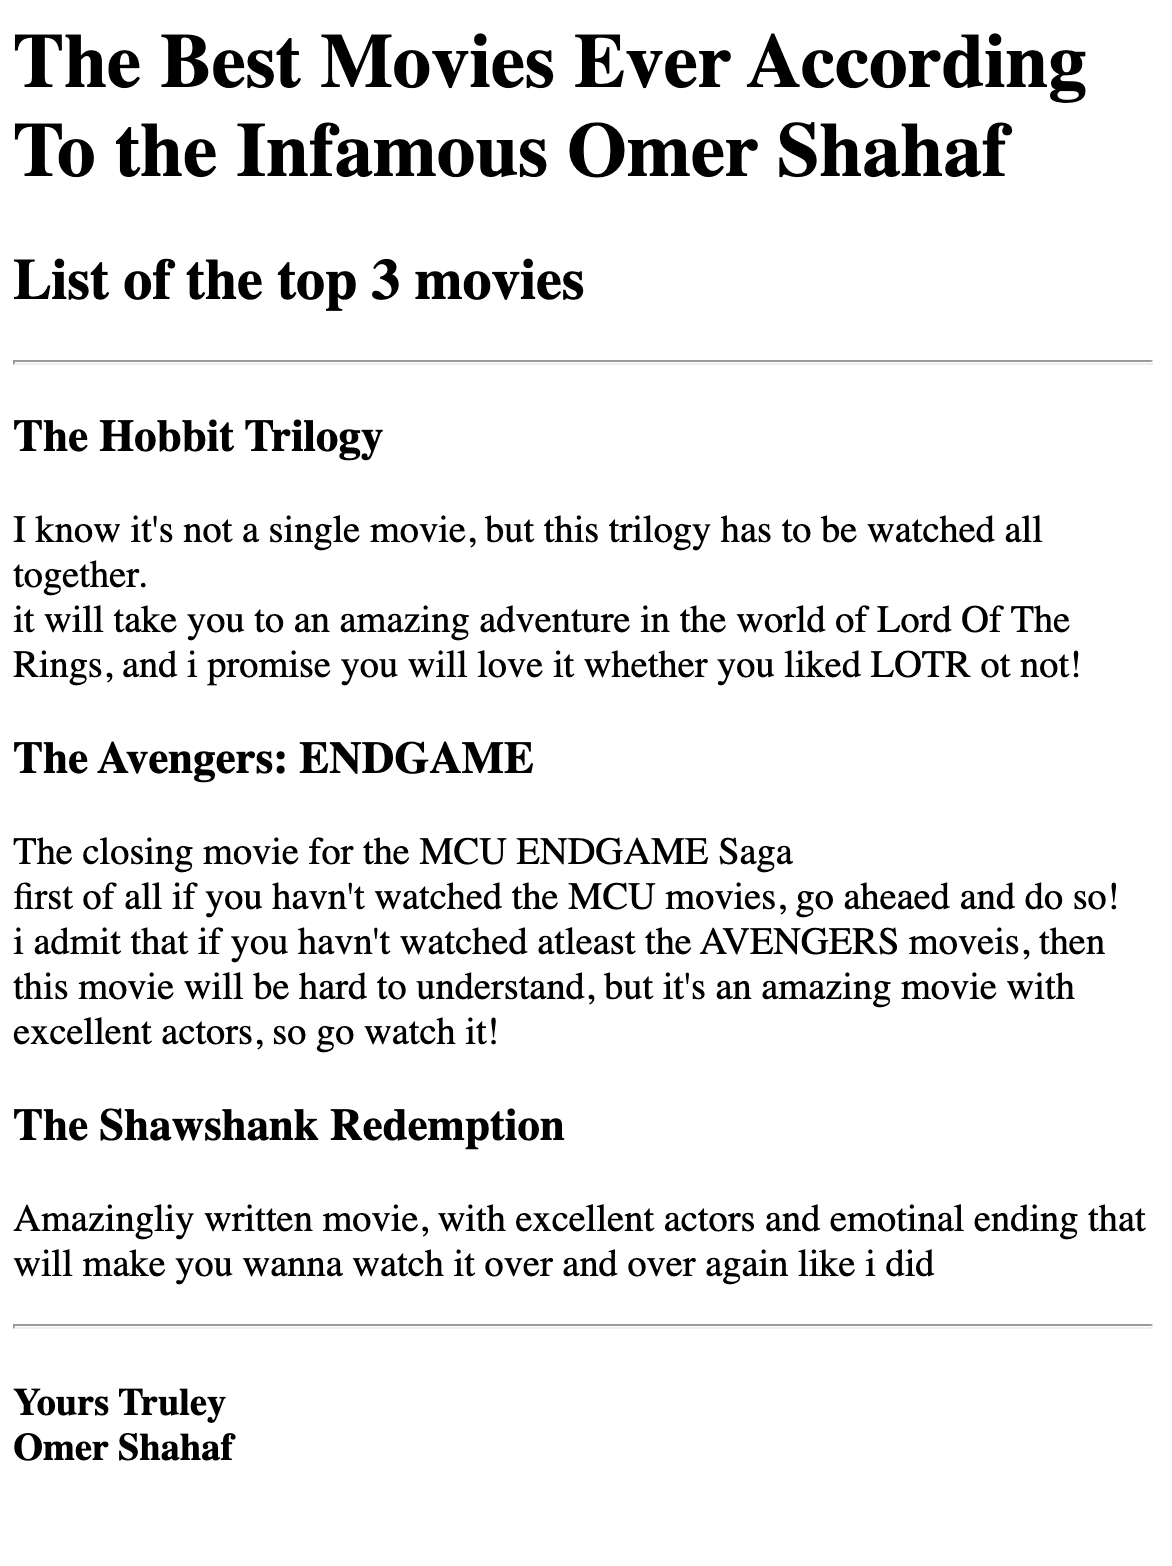 The Best Movies Ever According
To the Infamous Omer Shahaf
List of the top 3 movies
The Hobbit Trilogy
I know it's not a single movie, but this trilogy has to be watched all
together.
it will take you to an amazing adventure in the world of Lord Of The
Rings, and i promise you will love it whether you liked LOTR ot not!
The Avengers: ENDGAME
The closing movie for the MCU ENDGAME Saga
first of all if you havn't watched the MCU movies, go aheaed and do so!
i admit that if you havn't watched atleast the AVENGERS moveis, then
this movie will be hard to understand, but it's an amazing movie with
excellent actors, so go watch it!
The Shawshank Redemption
Amazingliy written movie, with excellent actors and emotinal ending that
will make you wanna watch it over and over again like i did
Yours Truley
Omer Shahaf